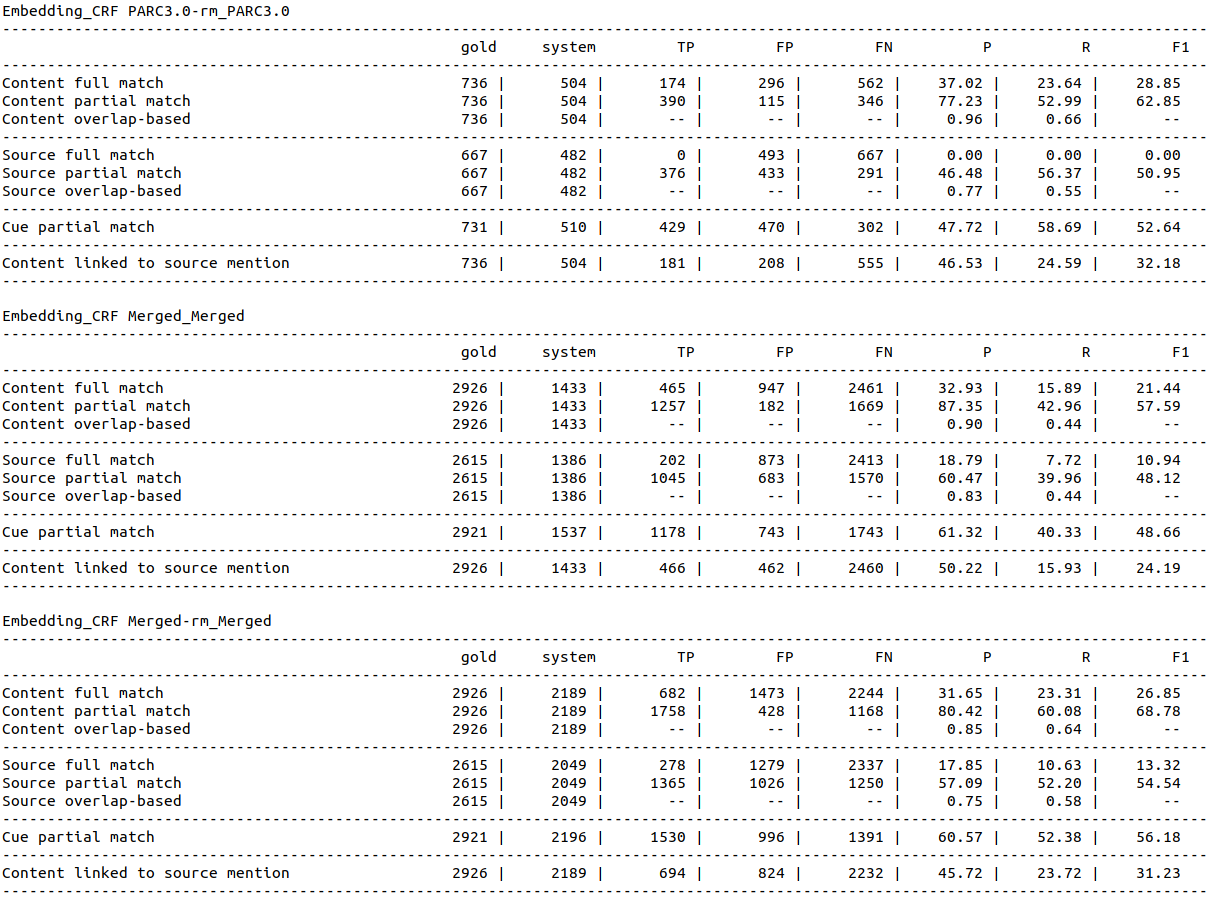 Embedding_CRF PARC3.0-rm_PARC3.0
--------------------------------------------------------------------------------------------------------------------------------------
gold system TP FP FN P R F1
--------------------------------------------------------------------------------------------------------------------------------------
Content full match 736 | 504 | 174 | 296 | 562 | 37.02 | 23.64 | 28.85
Content partial match 736 | 504 | 390 | 115 | 346 | 77.23 | 52.99 | 62.85
Content overlap-based 736 | 504 | -- | -- | -- | 0.96 | 0.66 | --
--------------------------------------------------------------------------------------------------------------------------------------
Source full match 667 | 482 | 0 | 493 | 667 | 0.00 | 0.00 | 0.00
Source partial match 667 | 482 | 376 | 433 | 291 | 46.48 | 56.37 | 50.95
Source overlap-based 667 | 482 | -- | -- | -- | 0.77 | 0.55 | --
--------------------------------------------------------------------------------------------------------------------------------------
Cue partial match 731 | 510 | 429 | 470 | 302 | 47.72 | 58.69 | 52.64
--------------------------------------------------------------------------------------------------------------------------------------
Content linked to source mention 736 | 504 | 181 | 208 | 555 | 46.53 | 24.59 | 32.18
--------------------------------------------------------------------------------------------------------------------------------------
Embedding_CRF Merged_Merged
--------------------------------------------------------------------------------------------------------------------------------------
gold system TP FP FN P R F1
--------------------------------------------------------------------------------------------------------------------------------------
Content full match 2926 | 1433 | 465 | 947 | 2461 | 32.93 | 15.89 | 21.44
Content partial match 2926 | 1433 | 1257 | 182 | 1669 | 87.35 | 42.96 | 57.59
Content overlap-based 2926 | 1433 | -- | -- | -- | 0.90 | 0.44 | --
--------------------------------------------------------------------------------------------------------------------------------------
Source full match 2615 | 1386 | 202 | 873 | 2413 | 18.79 | 7.72 | 10.94
Source partial match 2615 | 1386 | 1045 | 683 | 1570 | 60.47 | 39.96 | 48.12
Source overlap-based 2615 | 1386 | -- | -- | -- | 0.83 | 0.44 | --
--------------------------------------------------------------------------------------------------------------------------------------
Cue partial match 2921 | 1537 | 1178 | 743 | 1743 | 61.32 | 40.33 | 48.66
--------------------------------------------------------------------------------------------------------------------------------------
Content linked to source mention 2926 | 1433 | 466 | 462 | 2460 | 50.22 | 15.93 | 24.19
--------------------------------------------------------------------------------------------------------------------------------------
Embedding_CRF Merged-rm_Merged
--------------------------------------------------------------------------------------------------------------------------------------
gold system TP FP FN P R F1
--------------------------------------------------------------------------------------------------------------------------------------
Content full match 2926 | 2189 | 682 | 1473 | 2244 | 31.65 | 23.31 | 26.85
Content partial match 2926 | 2189 | 1758 | 428 | 1168 | 80.42 | 60.08 | 68.78
Content overlap-based 2926 | 2189 | -- | -- | -- | 0.85 | 0.64 | --
--------------------------------------------------------------------------------------------------------------------------------------
Source full match 2615 | 2049 | 278 | 1279 | 2337 | 17.85 | 10.63 | 13.32
Source partial match 2615 | 2049 | 1365 | 1026 | 1250 | 57.09 | 52.20 | 54.54
Source overlap-based 2615 | 2049 | -- | -- | -- | 0.75 | 0.58 | --
--------------------------------------------------------------------------------------------------------------------------------------
Cue partial match 2921 | 2196 | 1530 | 996 | 1391 | 60.57 | 52.38 | 56.18
--------------------------------------------------------------------------------------------------------------------------------------
Content linked to source mention 2926 | 2189 | 694 | 824 | 2232 | 45.72 | 23.72 | 31.23
--------------------------------------------------------------------------------------------------------------------------------------